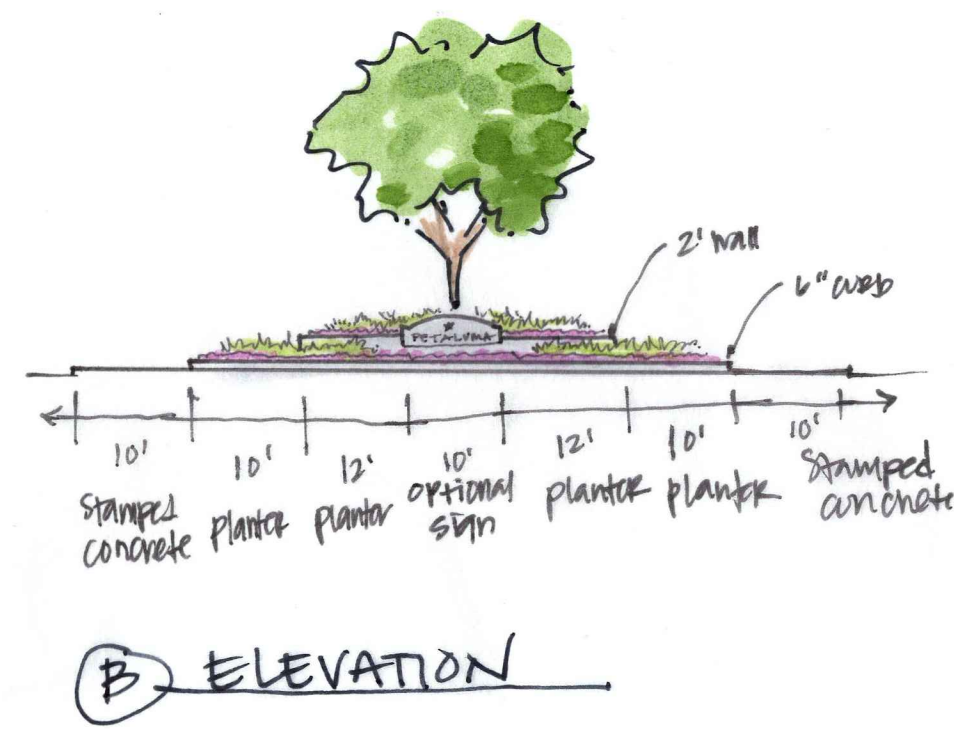 2' wall
6" curb
PETALUMA
10'
10'
12'
10'
12'
10'
10'
stamped
concrete
planter
planter
optional
sign
planter
planter
stamped
concrete
B ELEVATION